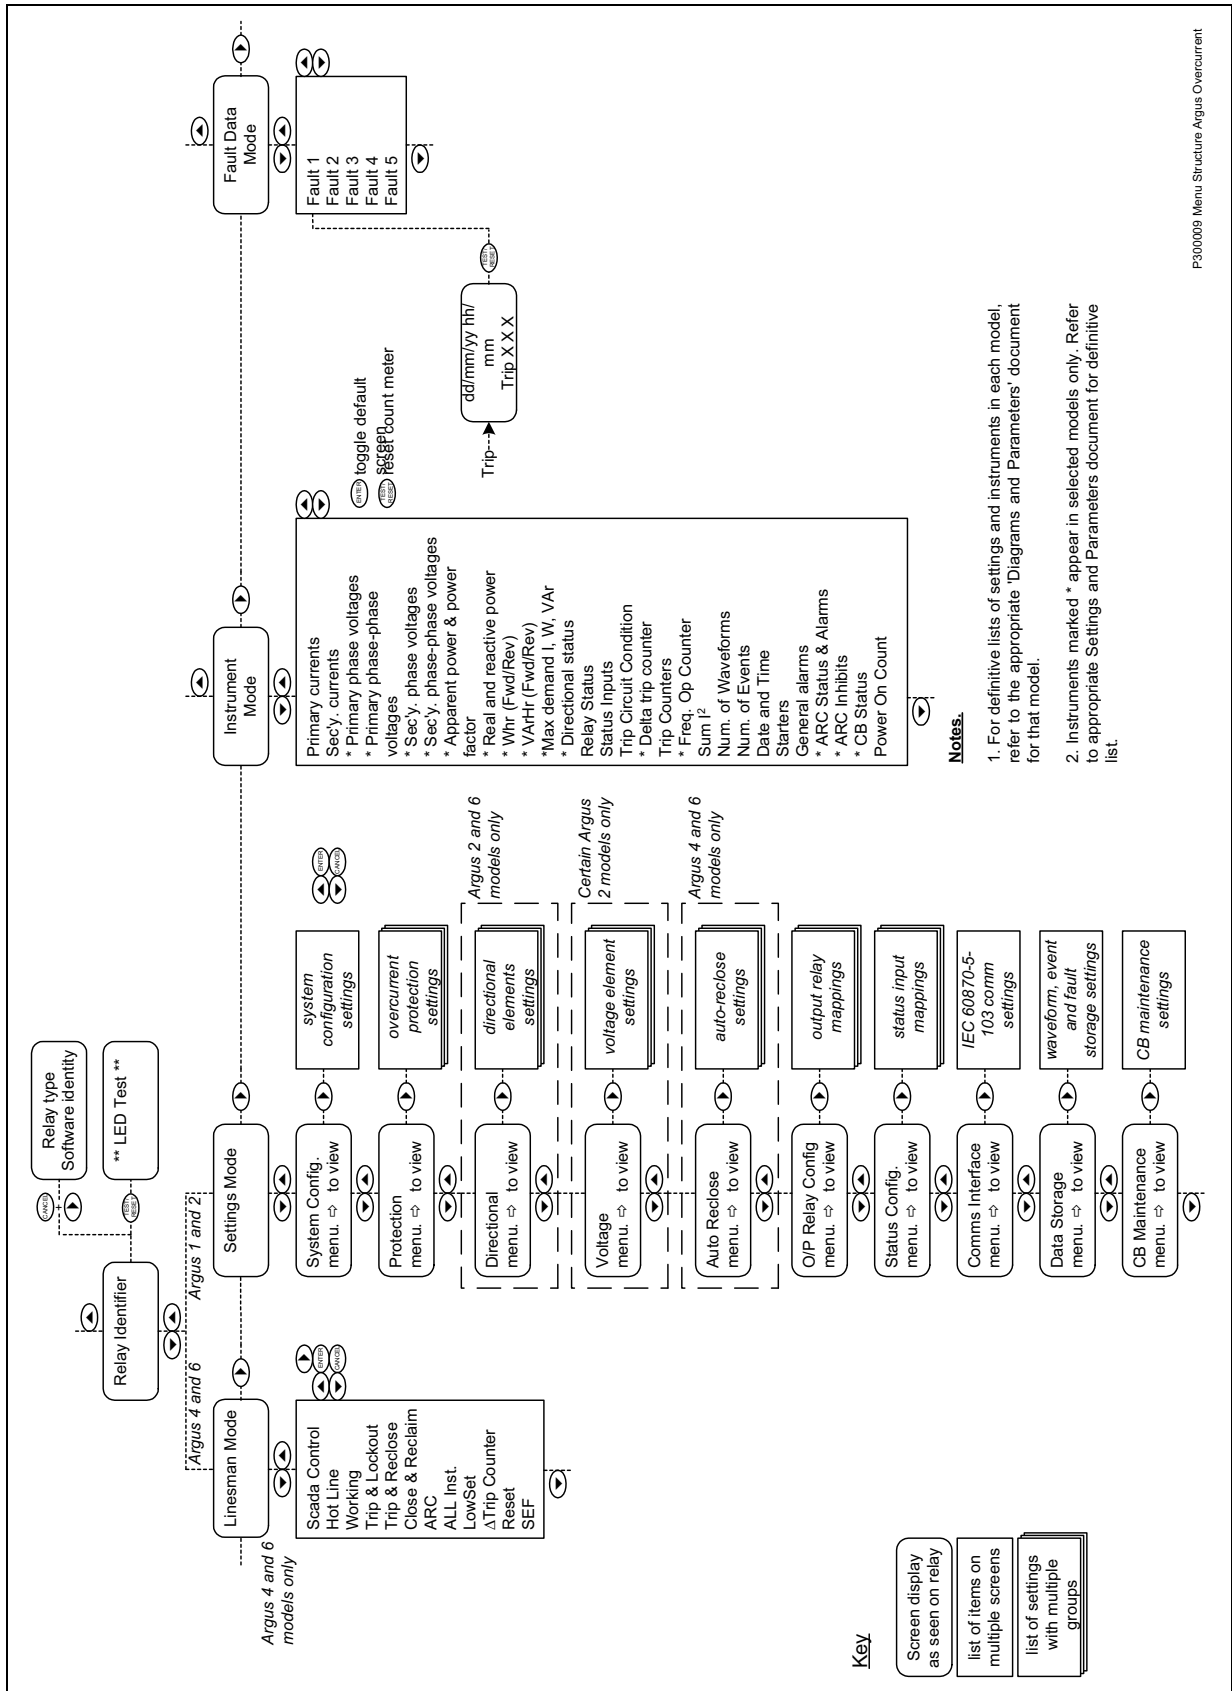 Relay Identifier
CANCEL
+
Relay type
Software identity
TEST/
RESET
** LED Test **
Argus 4 and 6
Argus 1 and 2
Argus 4 and 6
models only
Linesman Mode
Settings Mode
Instrument
Mode
Fault Data
Mode
Scada Control
Hot Line
Working
Trip & Lockout
Trip & Reclose
Close & Reclaim
ARC
ALL Inst.
LowSet
ΔTrip Counter
Reset
SEF
ENTER
CANCEL
System Config.
menu. ⇨ to view
system
configuration
settings
ENTER
CANCEL
Protection
menu. ⇨ to view
overcurrent
protection
settings
Directional
menu. ⇨ to view
directional
elements
settings
Argus 2 and 6
models only
Voltage
menu. ⇨ to view
voltage element
settings
Certain Argus
2 models only
Auto Reclose
menu. ⇨ to view
auto-reclose
settings
Argus 4 and 6
models only
O/P Relay Config
menu. ⇨ to view
output relay
mappings
Status Config.
menu. ⇨ to view
status input
mappings
Comms Interface
menu. ⇨ to view
IEC 60870-5-
103 comm
settings
Data Storage
menu. ⇨ to view
waveform, event
and fault
storage settings
CB Maintenance
menu. ⇨ to view
CB maintenance
settings
Primary currents
Sec'y. currents
* Primary phase voltages
* Primary phase-phase
voltages
* Sec'y. phase voltages
* Sec'y. phase-phase voltages
* Apparent power & power
factor
* Real and reactive power
* Whr (Fwd/Rev)
* VArHr (Fwd/Rev)
*Max demand I, W, VAr
* Directional status
Relay Status
Status Inputs
Trip Circuit Condition
* Delta trip counter
Trip Counters
* Freq. Op Counter
Sum I²
Num. of Waveforms
Num. of Events
Date and Time
Starters
General alarms
* ARC Status & Alarms
* ARC Inhibits
* CB Status
Power On Count
ENTER toggle default
screen
TEST/
RESET reset count meter
Fault 1
Fault 2
Fault 3
Fault 4
Fault 5
TEST/
RESET
Trip
dd/mm/yy hh/
mm
Trip X X X
Key
Screen display
as seen on relay
list of items on
multiple screens
list of settings
with multiple
groups
Notes.
1. For definitive lists of settings and instruments in each model,
refer to the appropriate 'Diagrams and Parameters' document
for that model.
2. Instruments marked * appear in selected models only. Refer
to appropriate Settings and Parameters document for definitive
list.
P300009 Menu Structure Argus Overcurrent